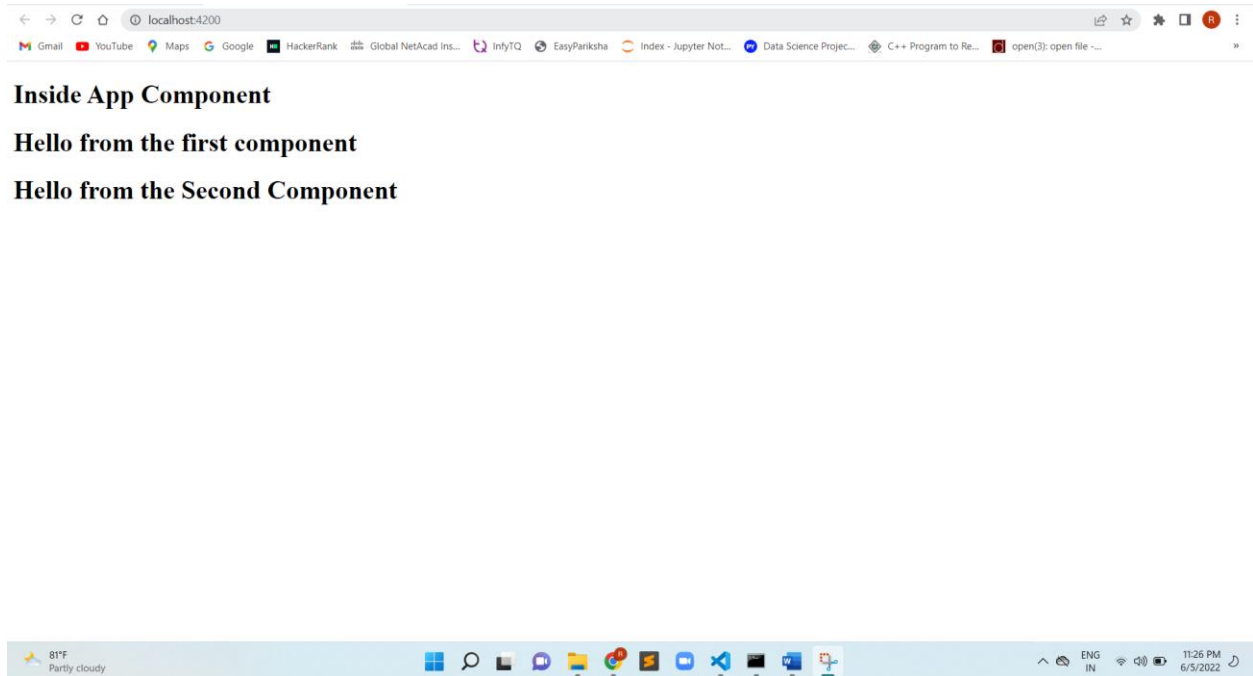 localhost:4200
Gmail YouTube Maps Google HackerRank Global NetAcad Ins... InfyTQ EasyPariksha Index - Jupyter Not... Data Science Projec... C++ Program to Re... open(3): open file -... »
Inside App Component
Hello from the first component
Hello from the Second Component
81°F
Partly cloudy
ENG
IN
11:26 PM
6/5/2022